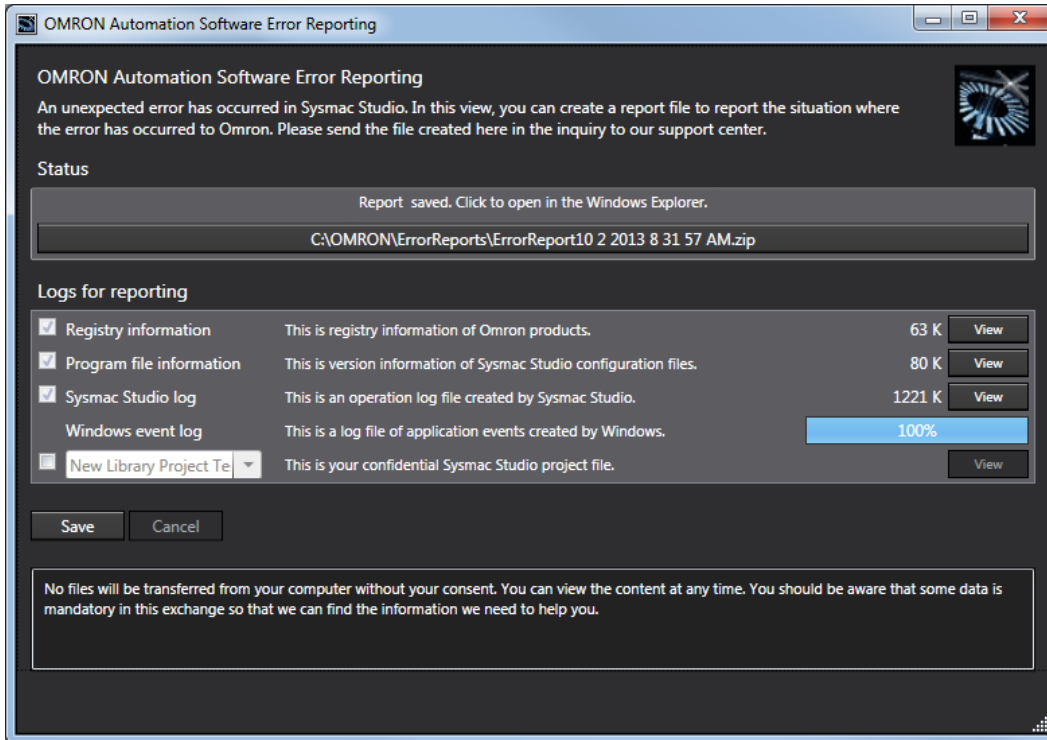 OMRON Automation Software Error Reporting
OMRON Automation Software Error Reporting
An unexpected error has occurred in Sysmac Studio. In this view, you can create a report file to report the situation where
the error has occurred to Omron. Please send the file created here in the inquiry to our support center.
Status
Report  saved. Click to open in the Windows Explorer.
C:\OMRON\ErrorReports\ErrorReport10 2 2013 8 31 57 AM.zip
Logs for reporting
Registry information This is registry information of Omron products. 63 K View
Program file information This is version information of Sysmac Studio configuration files. 80 K View
Sysmac Studio log This is an operation log file created by Sysmac Studio. 1221 K View
Windows event log This is a log file of application events created by Windows. 100%
New Library Project Te This is your confidential Sysmac Studio project file. View
Save Cancel
No files will be transferred from your computer without your consent. You can view the content at any time. You should be aware that some data is
mandatory in this exchange so that we can find the information we need to help you.